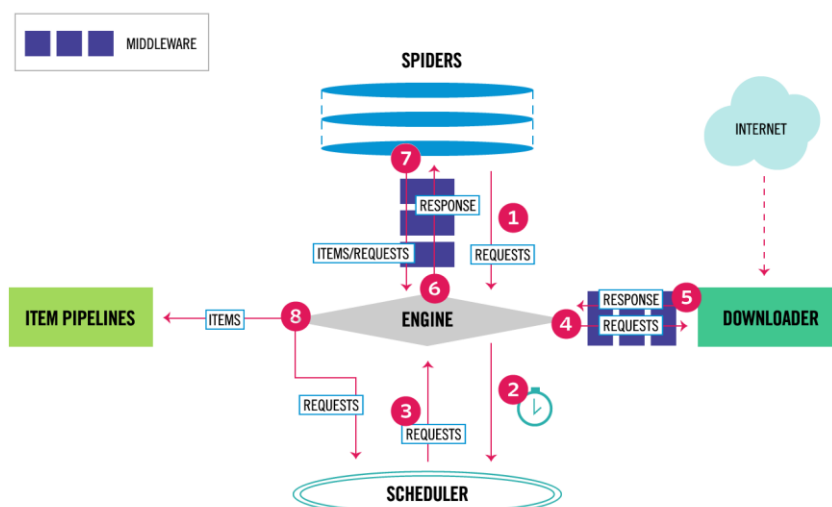 MIDDLEWARE
SPIDERS
INTERNET
7
RESPONSE
1
ITEMS/REQUESTS
REQUESTS
6
5
RESPONSE
ITEM PIPELINES
ITEMS
8
ENGINE
4
REQUESTS
DOWNLOADER
2
REQUESTS
3
REQUESTS
SCHEDULER